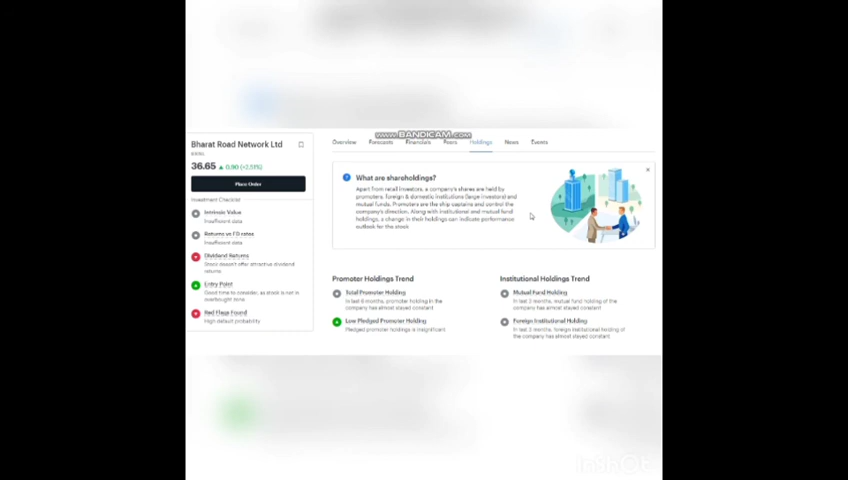 WWW.BANDICAM.COM
Bharat Road Network Ltd
36.65 ▲ 0.90 (+2.52%)
Place Order
Investment Checklist
Intrinsic Value
Insufficient data
Returns vs FD rates
Insufficient data
Dividend Returns
Stock doesn't offer attractive dividend
returns
Entry Point
Good time to consider, as stock is not in
overbought zone
Red Flags Found
High default probability
Overview Forecasts Financials Peers Holdings News Events
What are shareholdings?
Apart from retail investors, a company's shares are held by
promoters, foreign & domestic institutions (large investors) and
mutual funds. Promoters are the ship captains and control the
company's direction. Along with institutional and mutual fund
holdings, a change in their holdings can indicate performance
outlook for the stock
Promoter Holdings Trend
Total Promoter Holding
In last 6 months, promoter holding in the
company has almost stayed constant
Low Pledged Promoter Holding
Pledged promoter holdings is insignificant
Institutional Holdings Trend
Mutual Fund Holding
In last 3 months, mutual fund holding of the
company has almost stayed constant
Foreign Institutional Holding
In last 3 months, foreign institutional holding of
the company has almost stayed constant
InShot